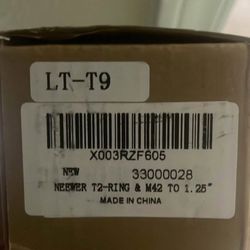 LT-T9
X003RZF605
NEW 33000028
NEEWER T2-RING & M42 TO 1.25"
MADE IN CHINA